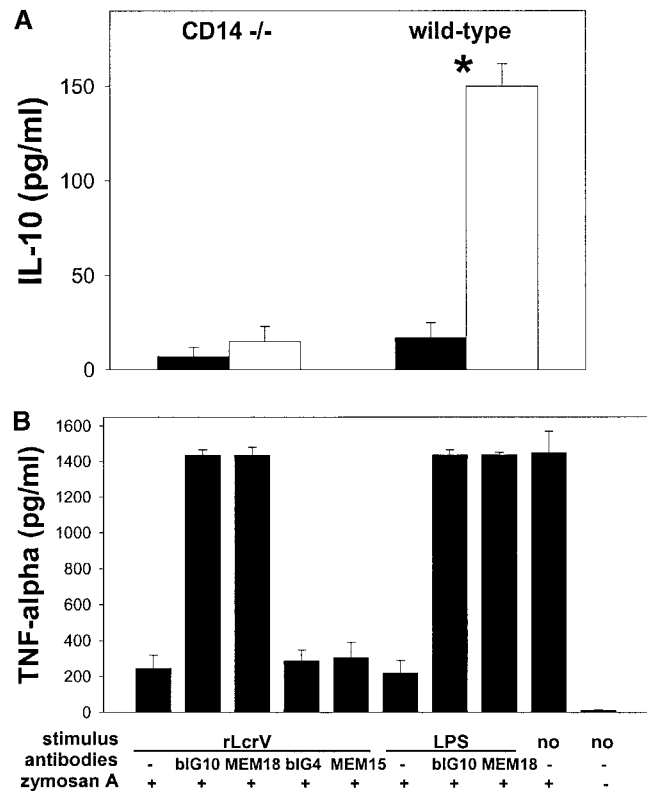 A
CD14 -/- wild-type
*
IL-10 (pg/ml)
150
100
50
0
B
TNF-alpha (pg/ml)
1600
1400
1200
1000
800
600
400
200
0
stimulus rLcrV LPS no no
antibodies - bIG10 MEM18 bIG4 MEM15 - bIG10 MEM18 - -
zymosan A + + + + + + + + + -